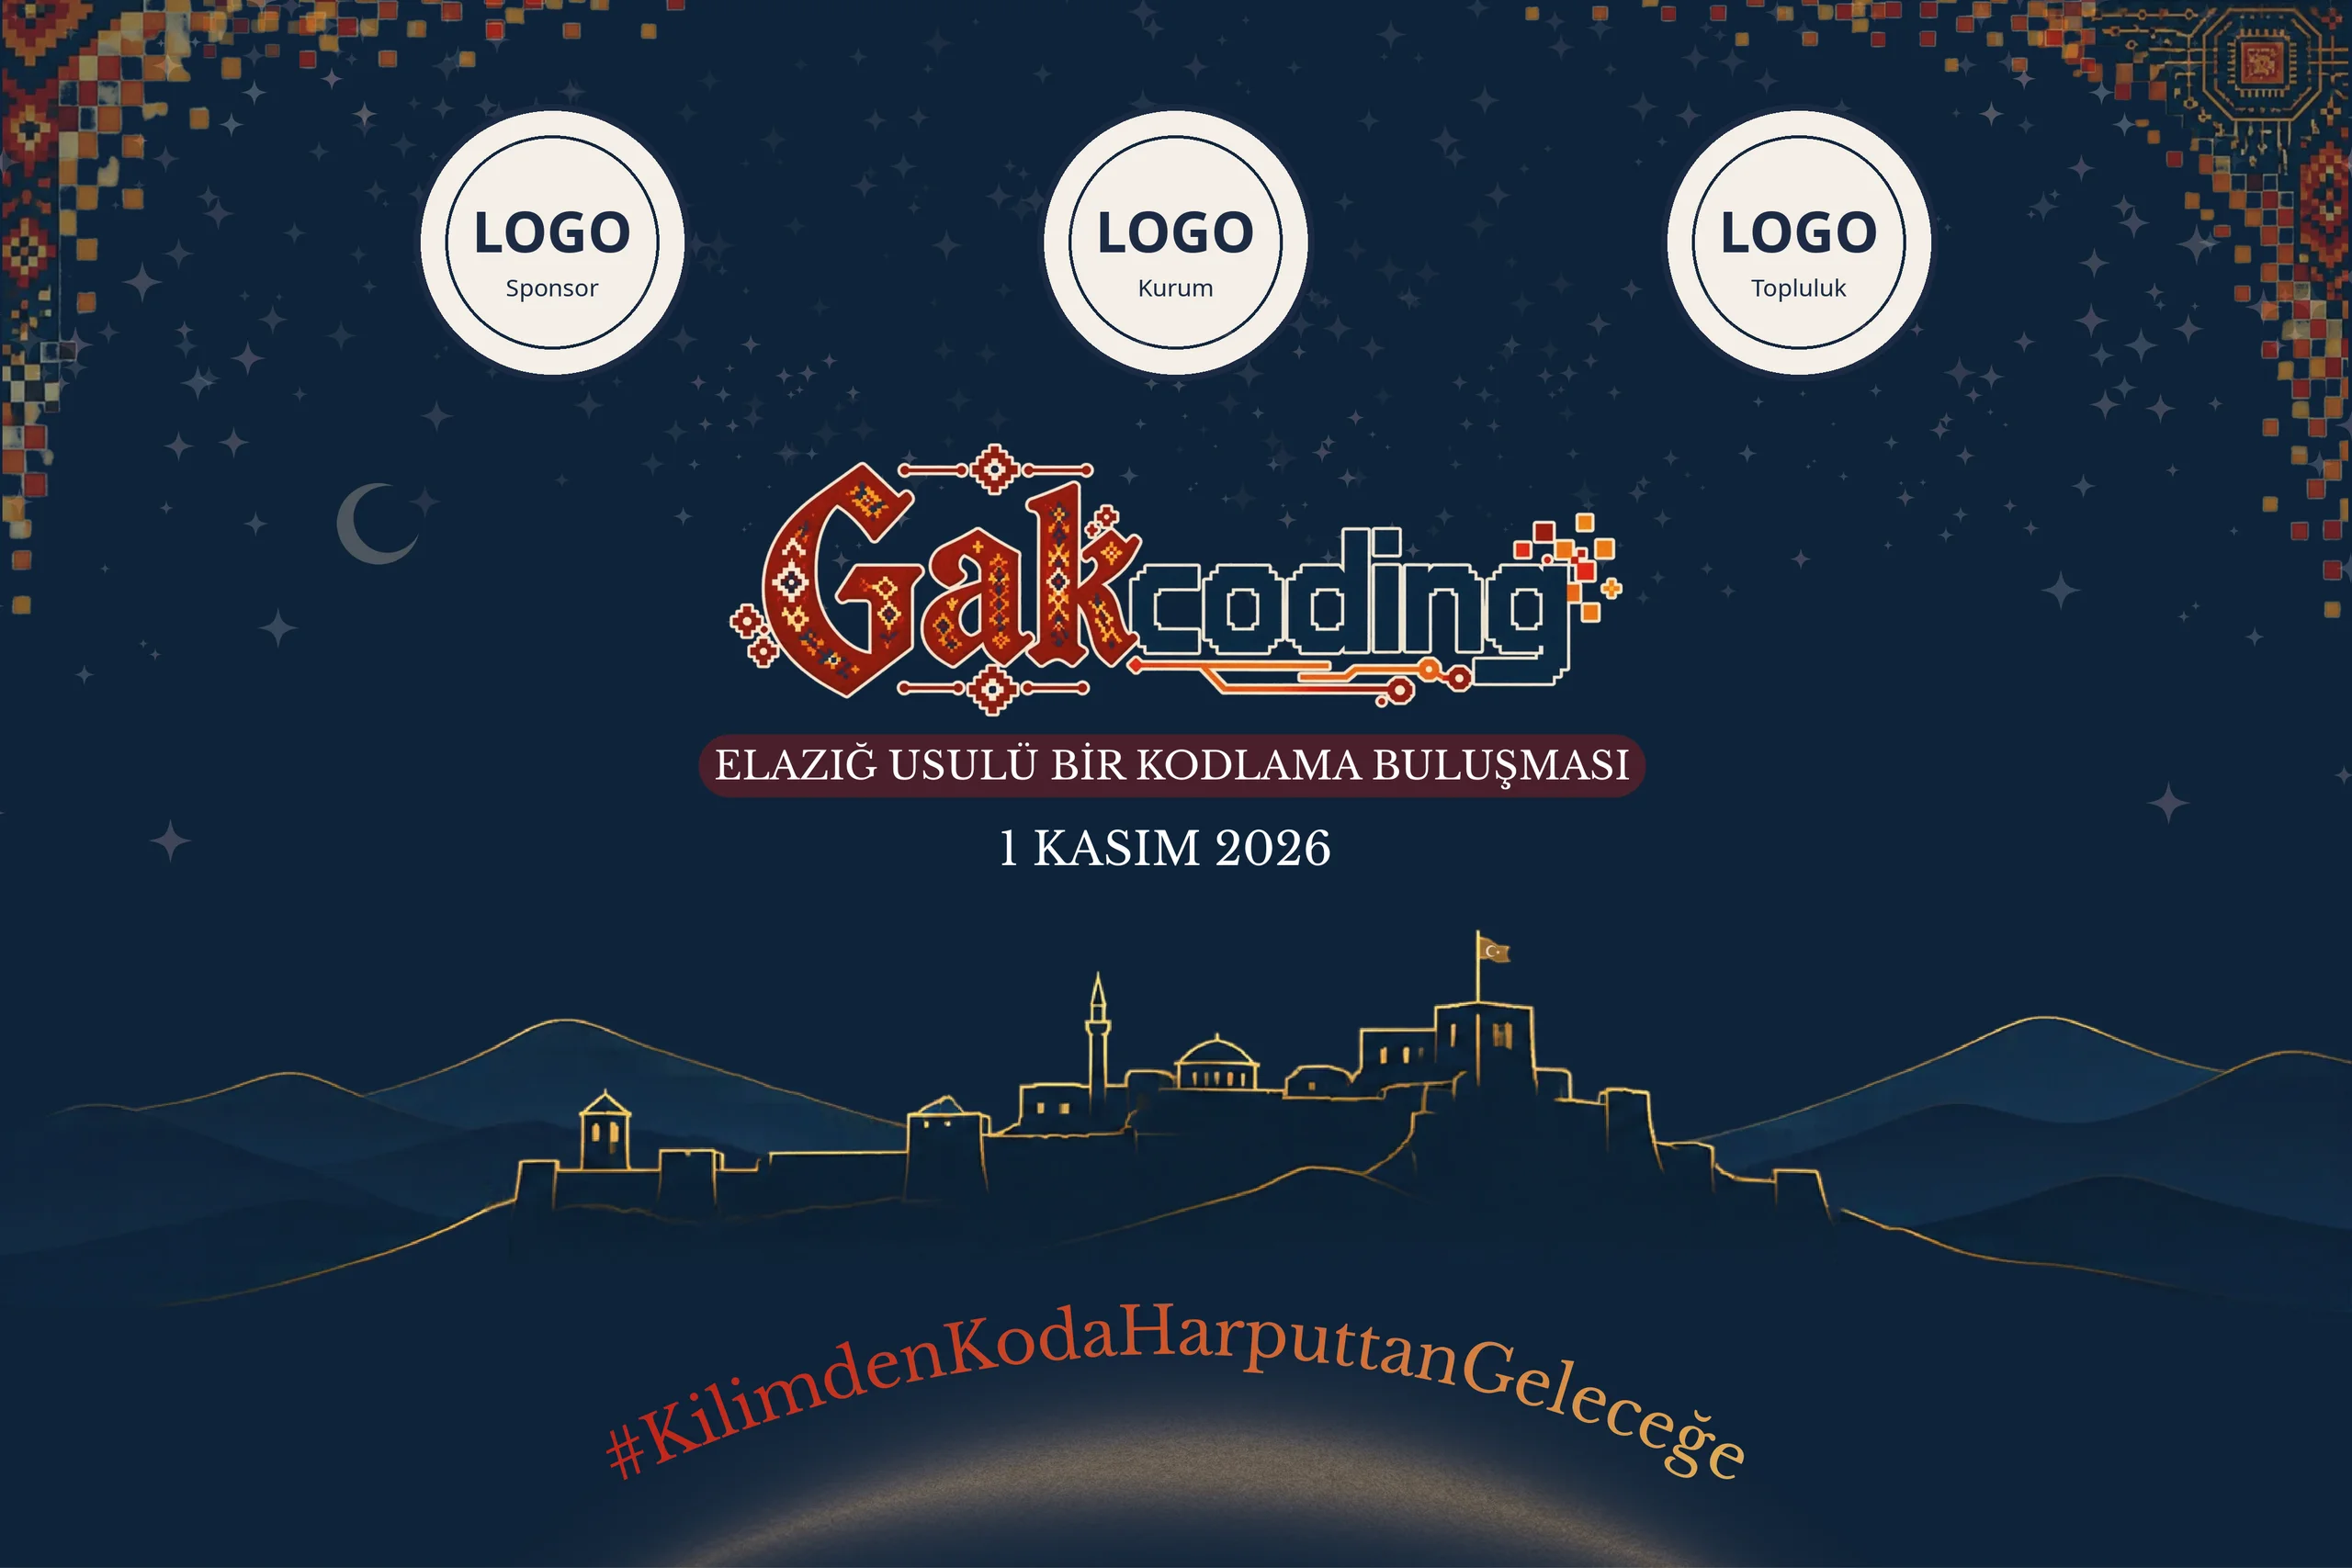 LOGO
Sponsor
LOGO
Kurum
LOGO
Topluluk
Gakcoding
ELAZIĞ USULÜ BİR KODLAMA BULUŞMASI
1 KASIM 2026
#KilimdenKodaHarputtanGeleceğe